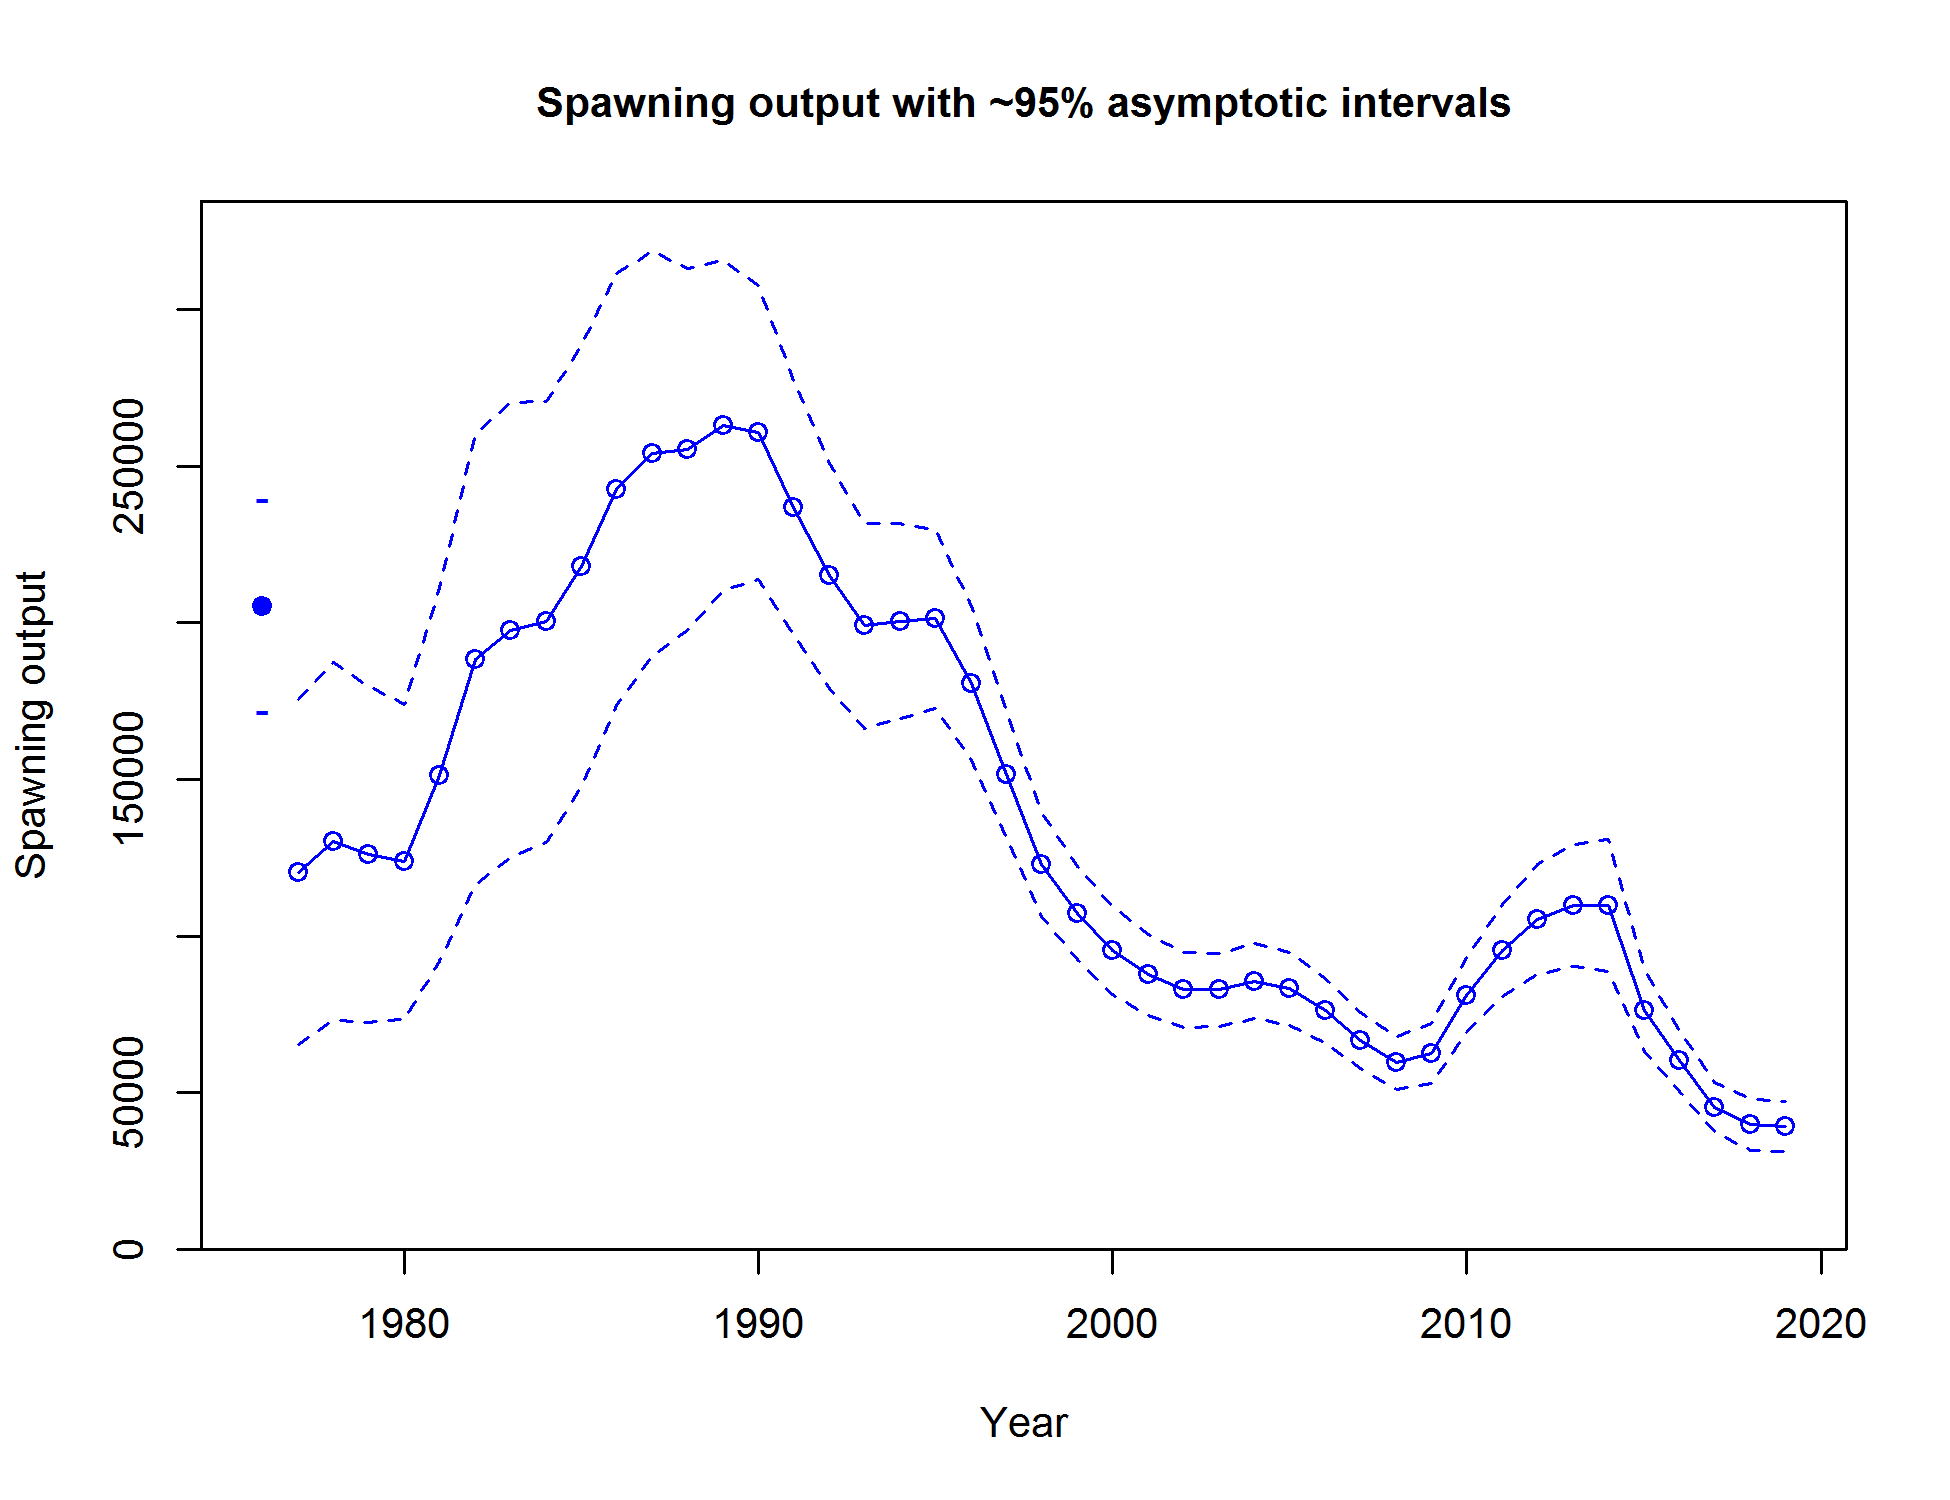 Spawning output with ~95% asymptotic intervals
Spawning output
250000
150000
50000
0
1980 1990 2000 2010 2020
Year